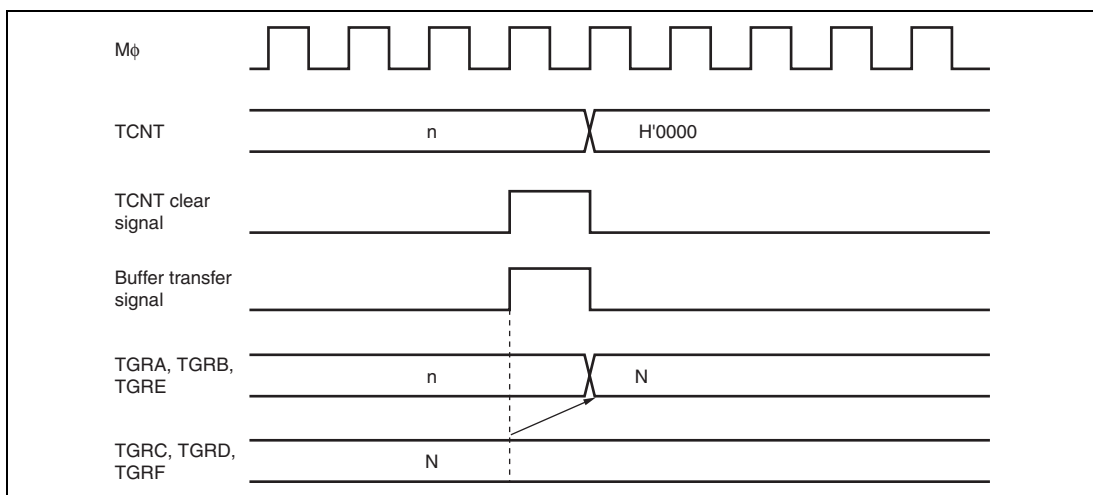 Mφ
TCNT
n
H'0000
TCNT clear
signal
Buffer transfer
signal
TGRA, TGRB,
TGRE
n
N
TGRC, TGRD,
TGRF
N